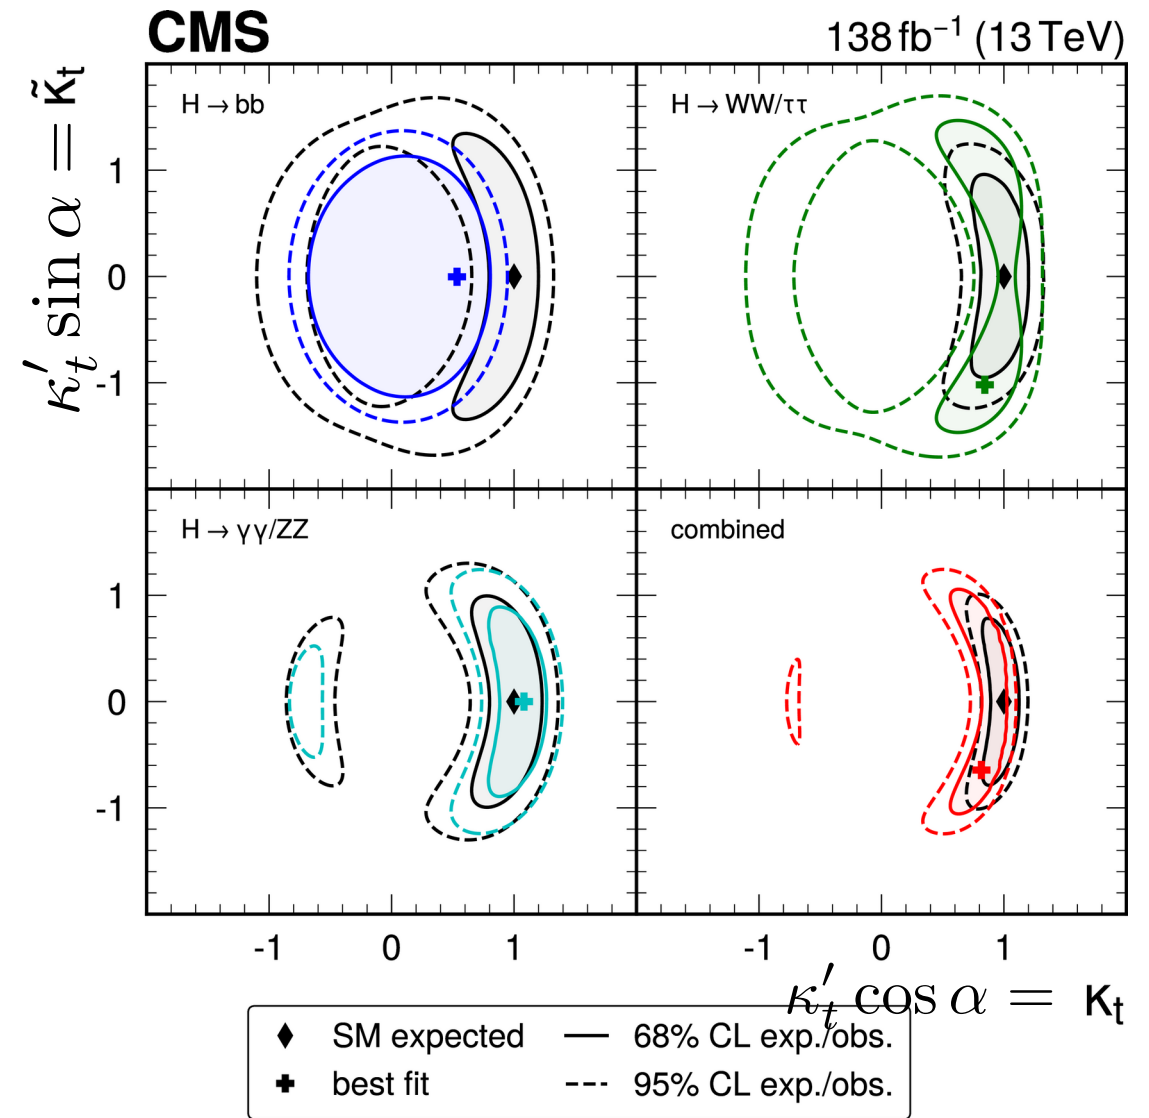 CMS 138 fb⁻¹ (13 TeV)
κ′ₜ sin α = κ̃ₜ
H → bb
H → WW/ττ
1
0
-1
H → γγ/ZZ
combined
1
0
-1
-1 0 1 -1 0 1
κ′ₜ cos α = κₜ
SM expected 68% CL exp./obs.
best fit 95% CL exp./obs.